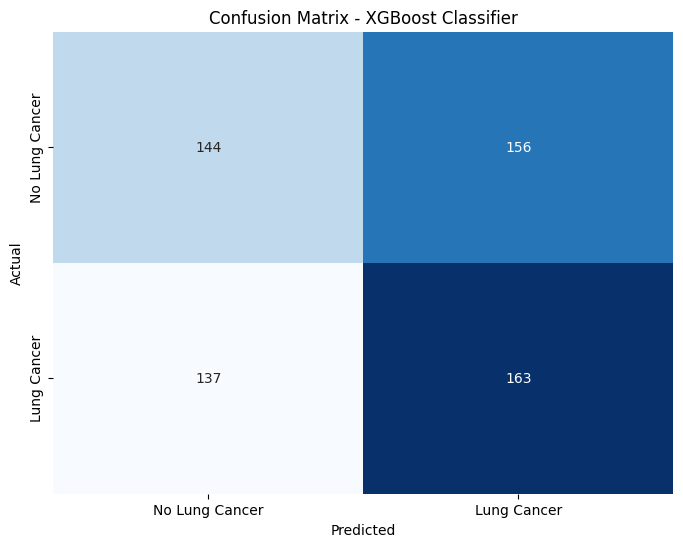 Confusion Matrix - XGBoost Classifier
Actual
No Lung Cancer
144
156
Lung Cancer
137
163
No Lung Cancer
Lung Cancer
Predicted